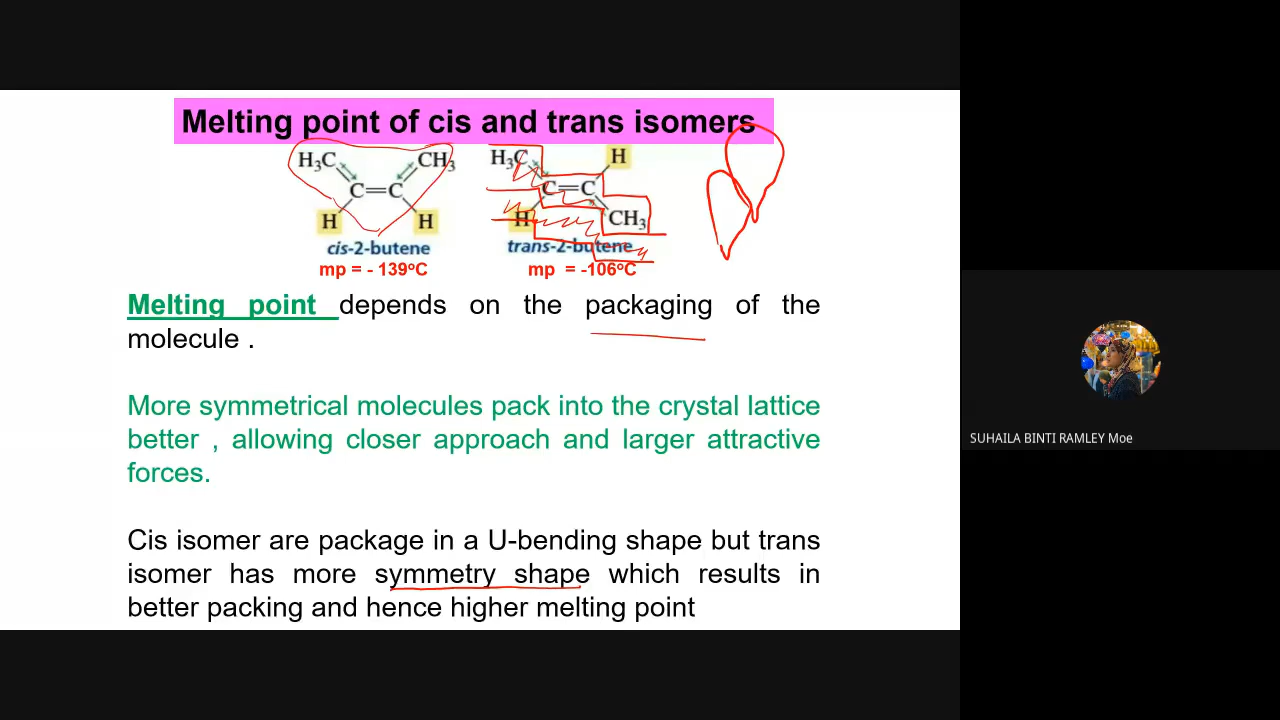 Melting point of cis and trans isomers
H₃C CH₃ H₃C H
C=C C=C
H H H CH₃
cis-2-butene trans-2-butene
mp = - 139°C mp = -106°C
Melting point depends on the packaging of the
molecule .
More symmetrical molecules pack into the crystal lattice
better , allowing closer approach and larger attractive
forces.
Cis isomer are package in a U-bending shape but trans
isomer has more symmetry shape which results in
better packing and hence higher melting point
SUHAILA BINTI RAMLEY Moe